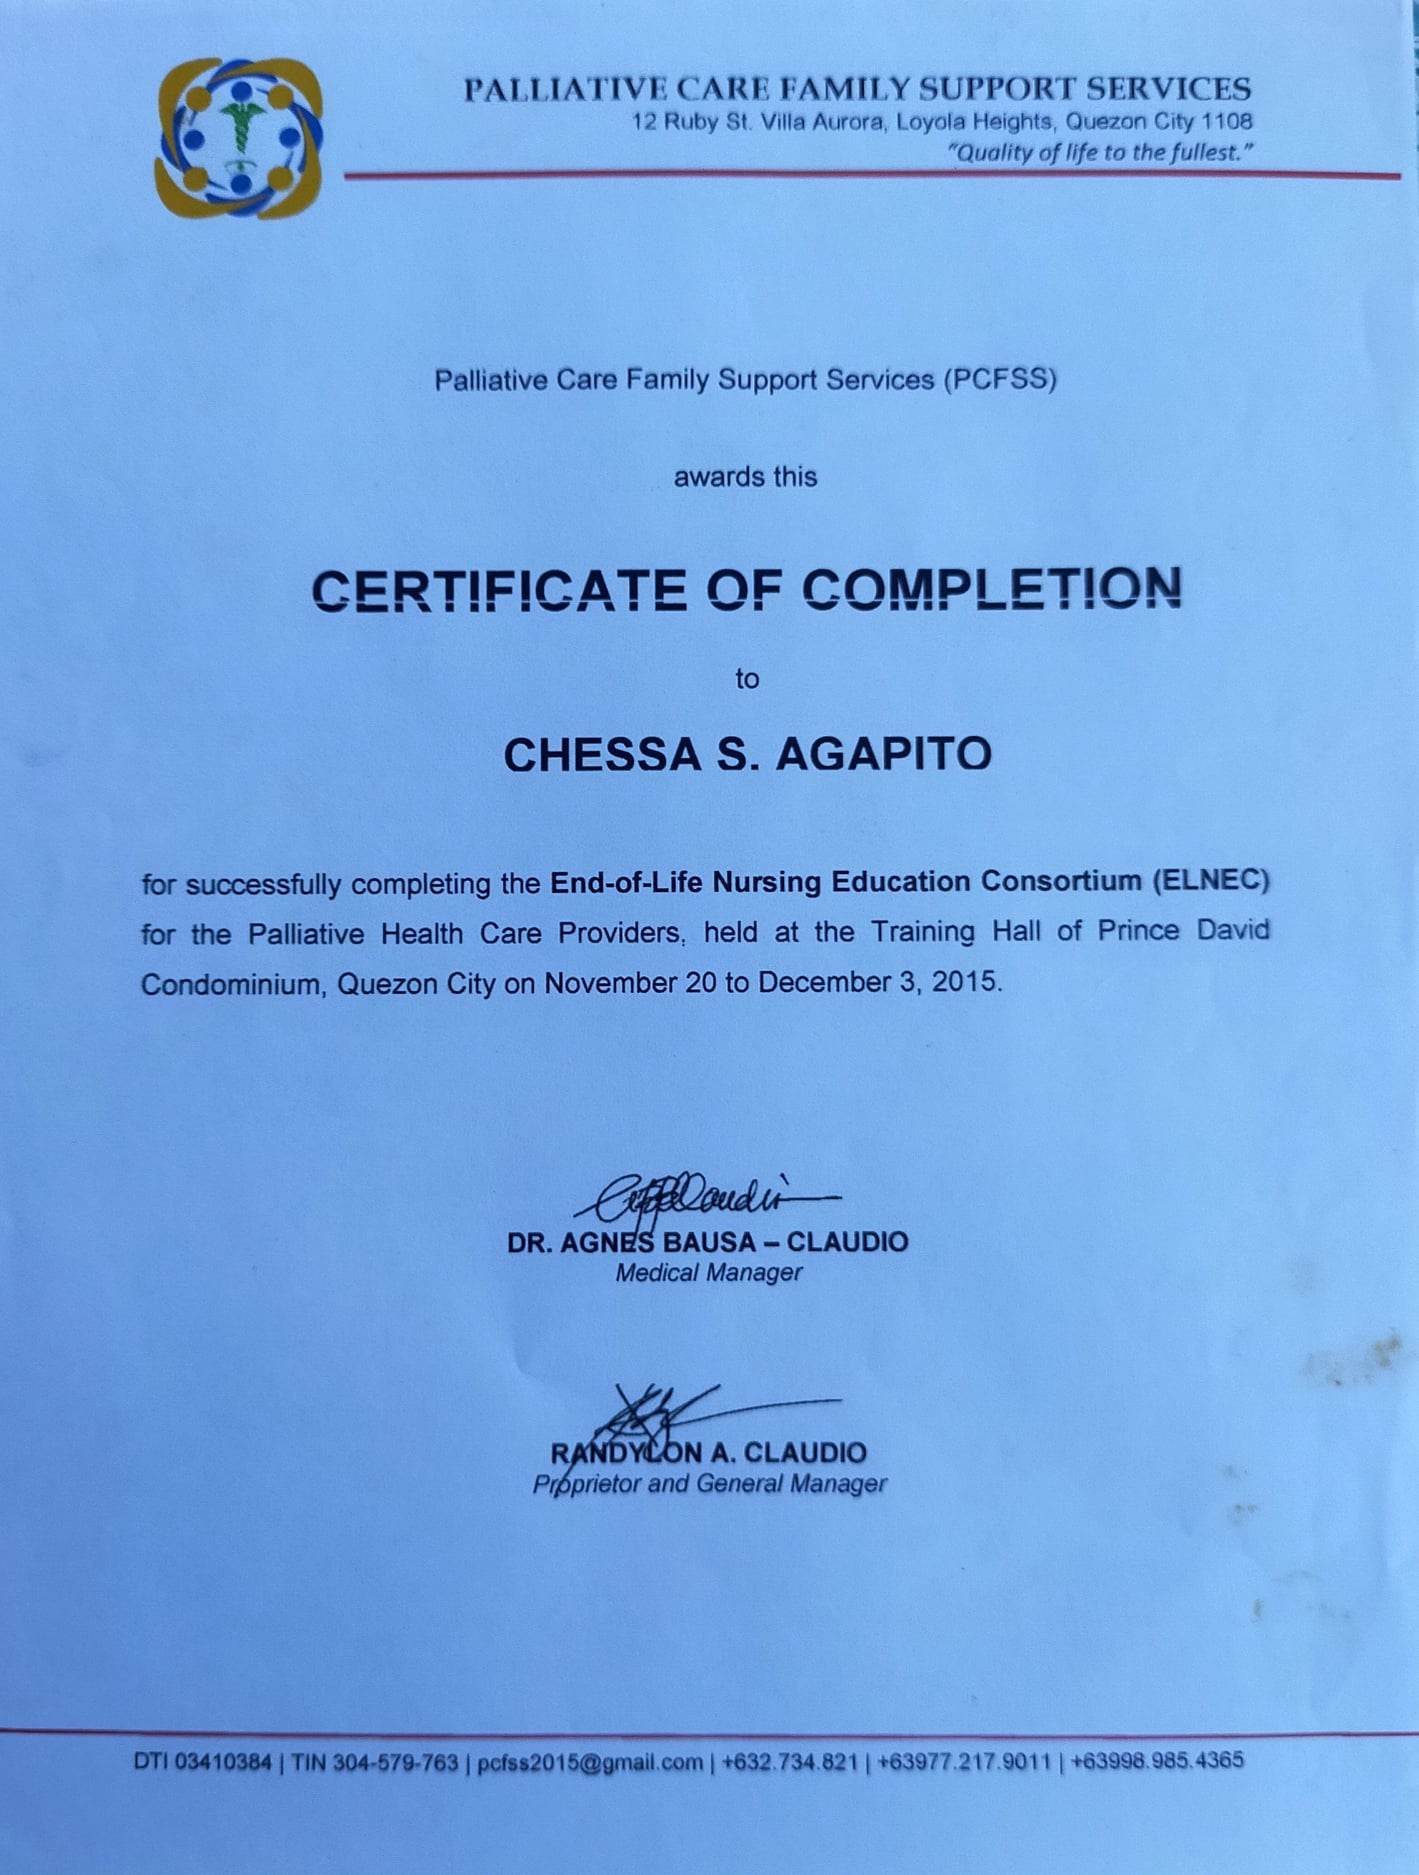 PALLIATIVE CARE FAMILY SUPPORT SERVICES
12 Ruby St. Villa Aurora, Loyola Heights, Quezon City 1108
"Quality of life to the fullest."
Palliative Care Family Support Services (PCFSS)
awards this
CERTIFICATE OF COMPLETION
to
CHESSA S. AGAPITO
for successfully completing the End-of-Life Nursing Education Consortium (ELNEC)
for the Palliative Health Care Providers, held at the Training Hall of Prince David
Condominium, Quezon City on November 20 to December 3, 2015.
DR. AGNES BAUSA – CLAUDIO
Medical Manager
RANDYLON A. CLAUDIO
Proprietor and General Manager
DTI 03410384 | TIN 304-579-763 | pcfss2015@gmail.com | +632.734.821 | +63977.217.9011 | +63998.985.4365